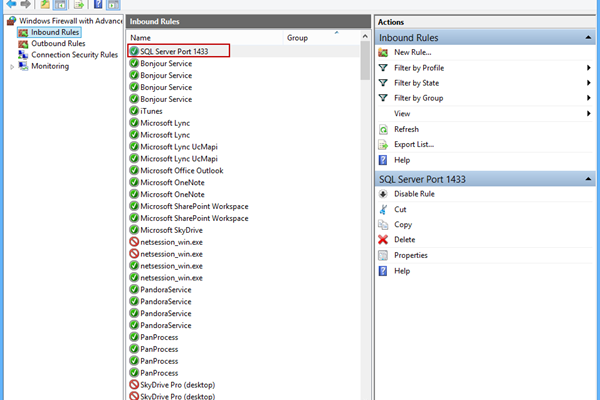 Windows Firewall with Advance
Inbound Rules
Outbound Rules
Connection Security Rules
Monitoring
Inbound Rules
Name
Group
SQL Server Port 1433
Bonjour Service
Bonjour Service
Bonjour Service
Bonjour Service
iTunes
Microsoft Lync
Microsoft Lync
Microsoft Lync UcMapi
Microsoft Lync UcMapi
Microsoft Office Outlook
Microsoft OneNote
Microsoft OneNote
Microsoft SharePoint Workspace
Microsoft SharePoint Workspace
Microsoft SkyDrive
netsession_win.exe
netsession_win.exe
netsession_win.exe
netsession_win.exe
PandoraService
PandoraService
PandoraService
PandoraService
PanProcess
PanProcess
PanProcess
PanProcess
SkyDrive Pro (desktop)
SkyDrive Pro (desktop)
Actions
Inbound Rules
New Rule...
Filter by Profile
Filter by State
Filter by Group
View
Refresh
Export List...
Help
SQL Server Port 1433
Disable Rule
Cut
Copy
Delete
Properties
Help